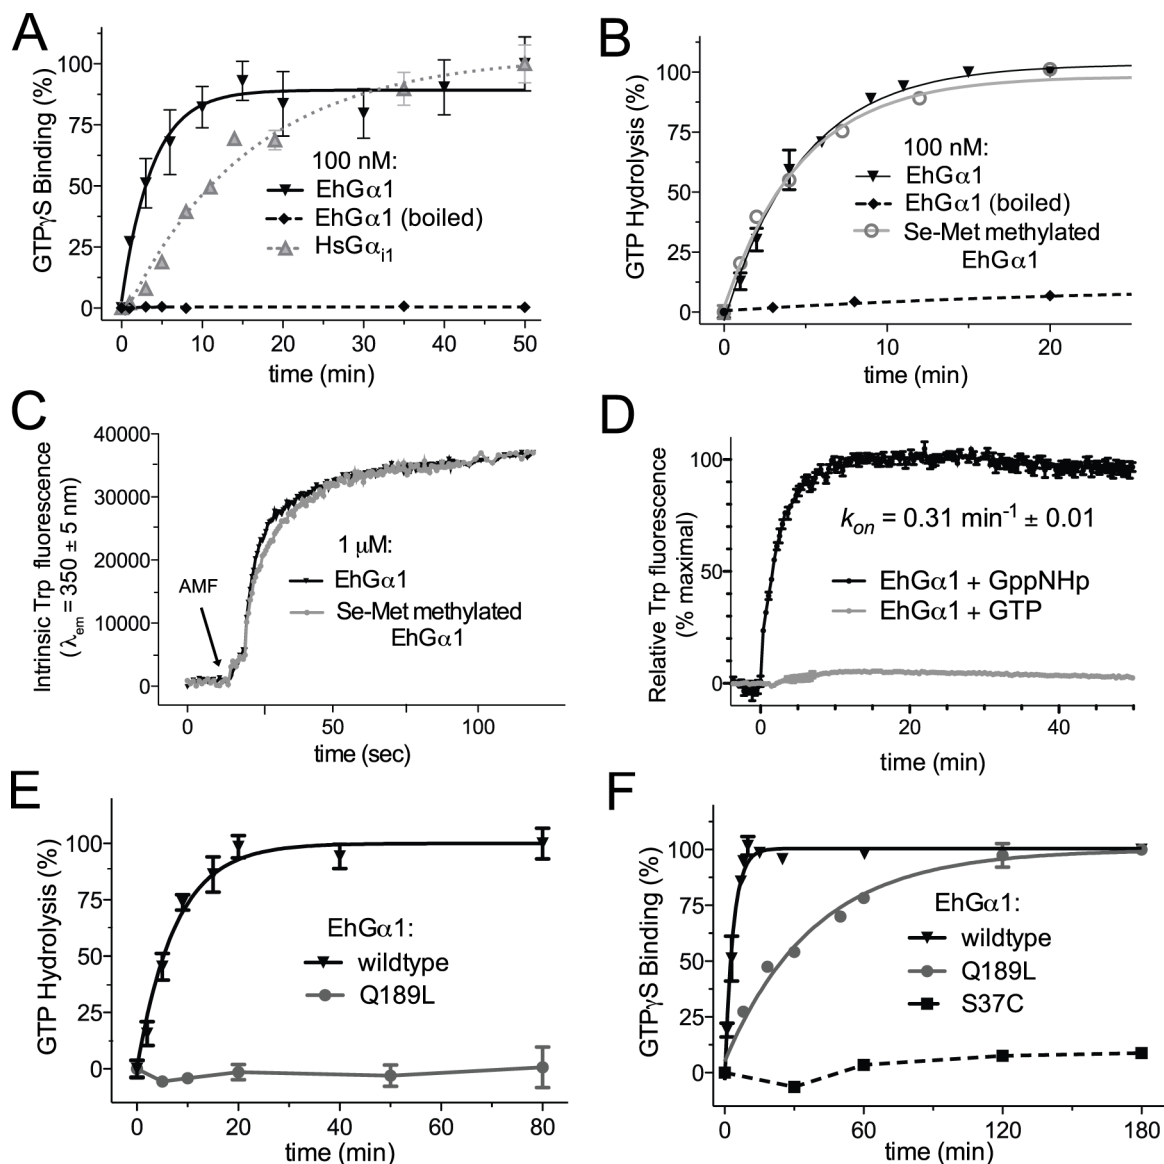 A
GTPγS Binding (%)
100
75
50
25
0
0 10 20 30 40 50
time (min)
100 nM:
EhGα1
EhGα1 (boiled)
HsGαi1
B
GTP Hydrolysis (%)
100
75
50
25
0
0 10 20
time (min)
100 nM:
EhGα1
EhGα1 (boiled)
Se-Met methylated
EhGα1
C
Intrinsic Trp fluorescence
(λem = 350 ± 5 nm)
40000
30000
20000
10000
0
0 50 100
time (sec)
AMF
1 μM:
EhGα1
Se-Met methylated
EhGα1
D
Relative Trp fluorescence
(% maximal)
100
50
0
0 20 40
time (min)
kon = 0.31 min-1 ± 0.01
EhGα1 + GppNHp
EhGα1 + GTP
E
GTP Hydrolysis (%)
100
75
50
25
0
0 20 40 60 80
time (min)
EhGα1:
wildtype
Q189L
F
GTPγS Binding (%)
100
75
50
25
0
0 60 120 180
time (min)
EhGα1:
wildtype
Q189L
S37C